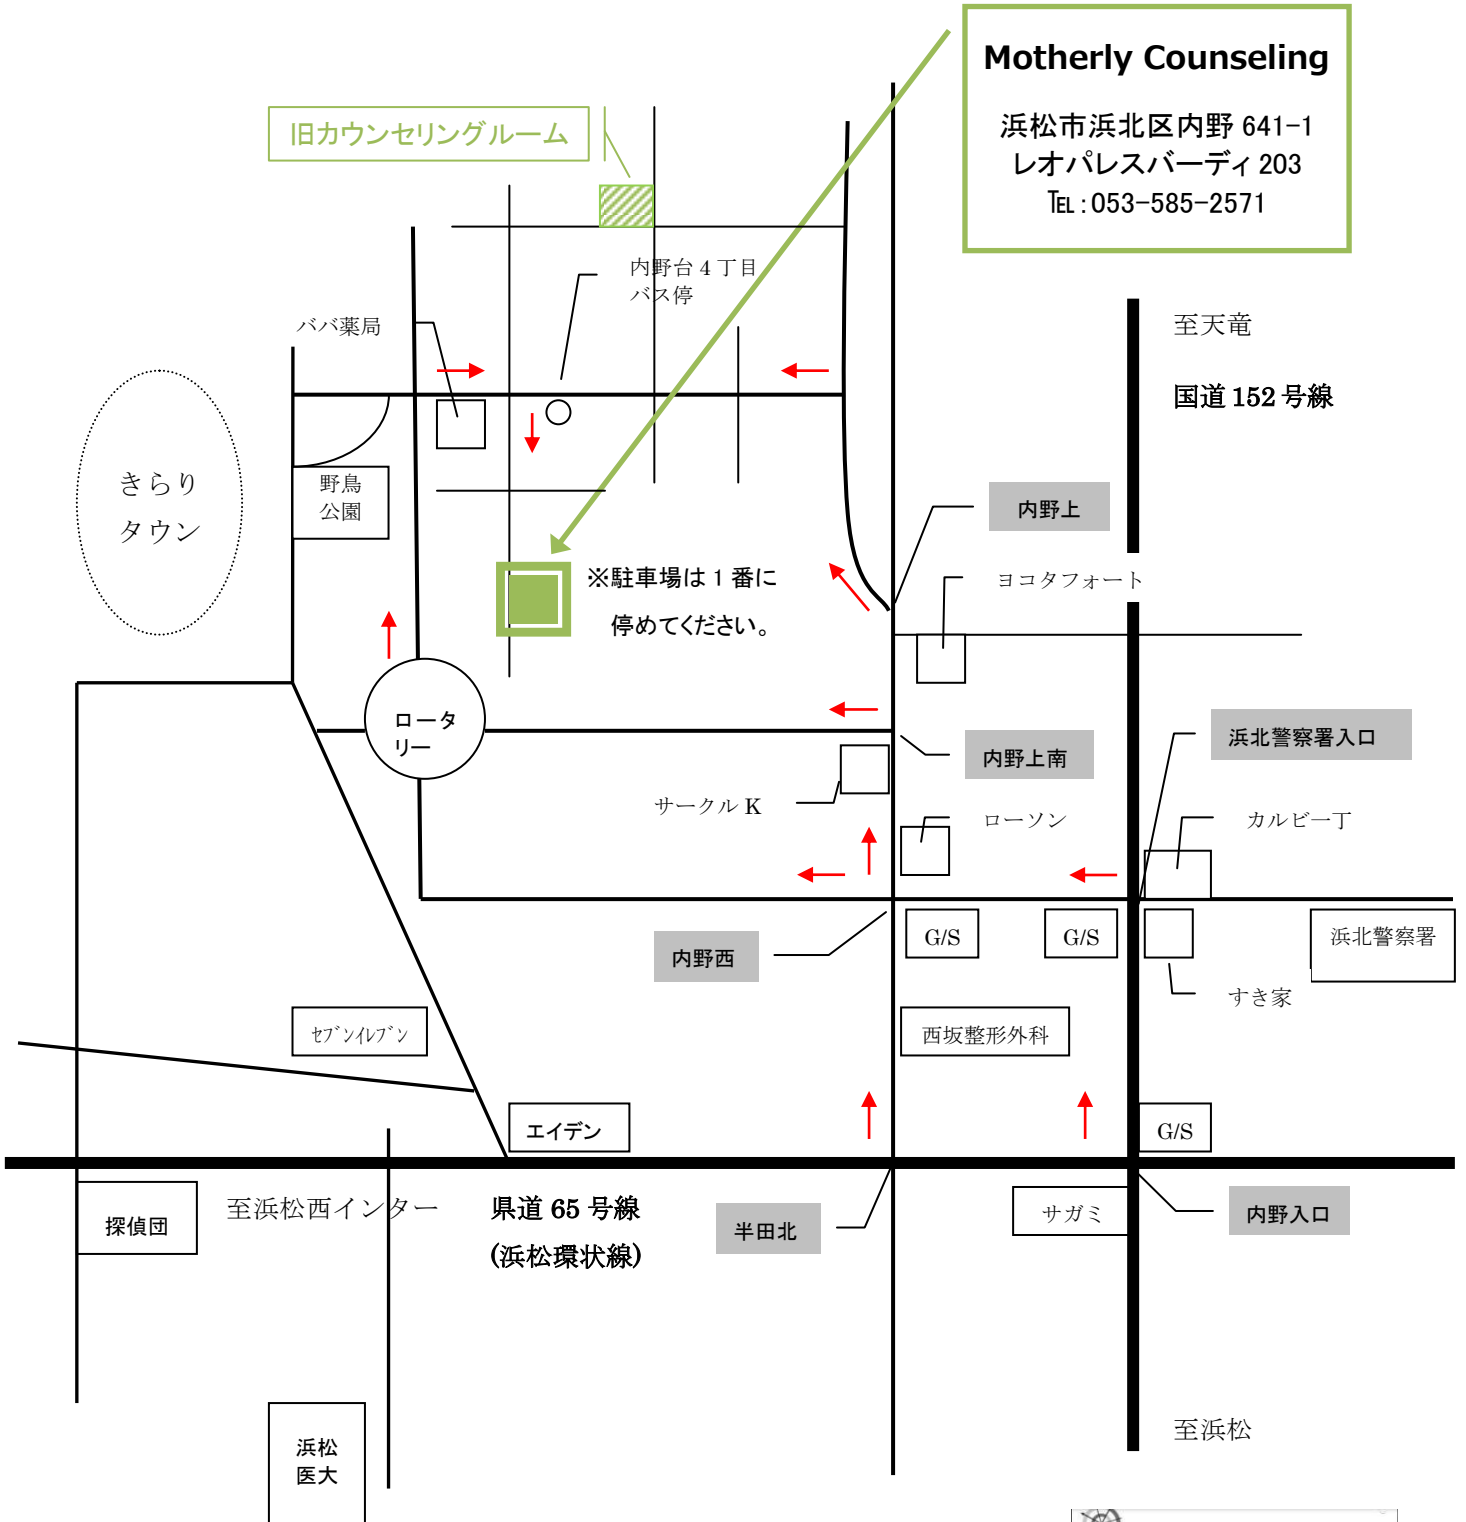 Motherly Counseling
浜松市浜北区内野 641-1
レオパレスバーディ 203
℡:053-585-2571
旧カウンセリングルーム
内野台 4 丁目
バス停
ババ薬局
至天竜
国道 152 号線
きらり
タウン
野鳥
公園
内野上
※駐車場は 1 番に
停めてください。
ヨコタフォート
ロータ
リー
内野上南
浜北警察署入口
サークル K
ローソン
カルビ一丁
内野西
G/S
G/S
浜北警察署
すき家
セブンイレブン
西坂整形外科
エイデン
G/S
探偵団
至浜松西インター
県道 65 号線
(浜松環状線)
半田北
サガミ
内野入口
至浜松
浜松
医大